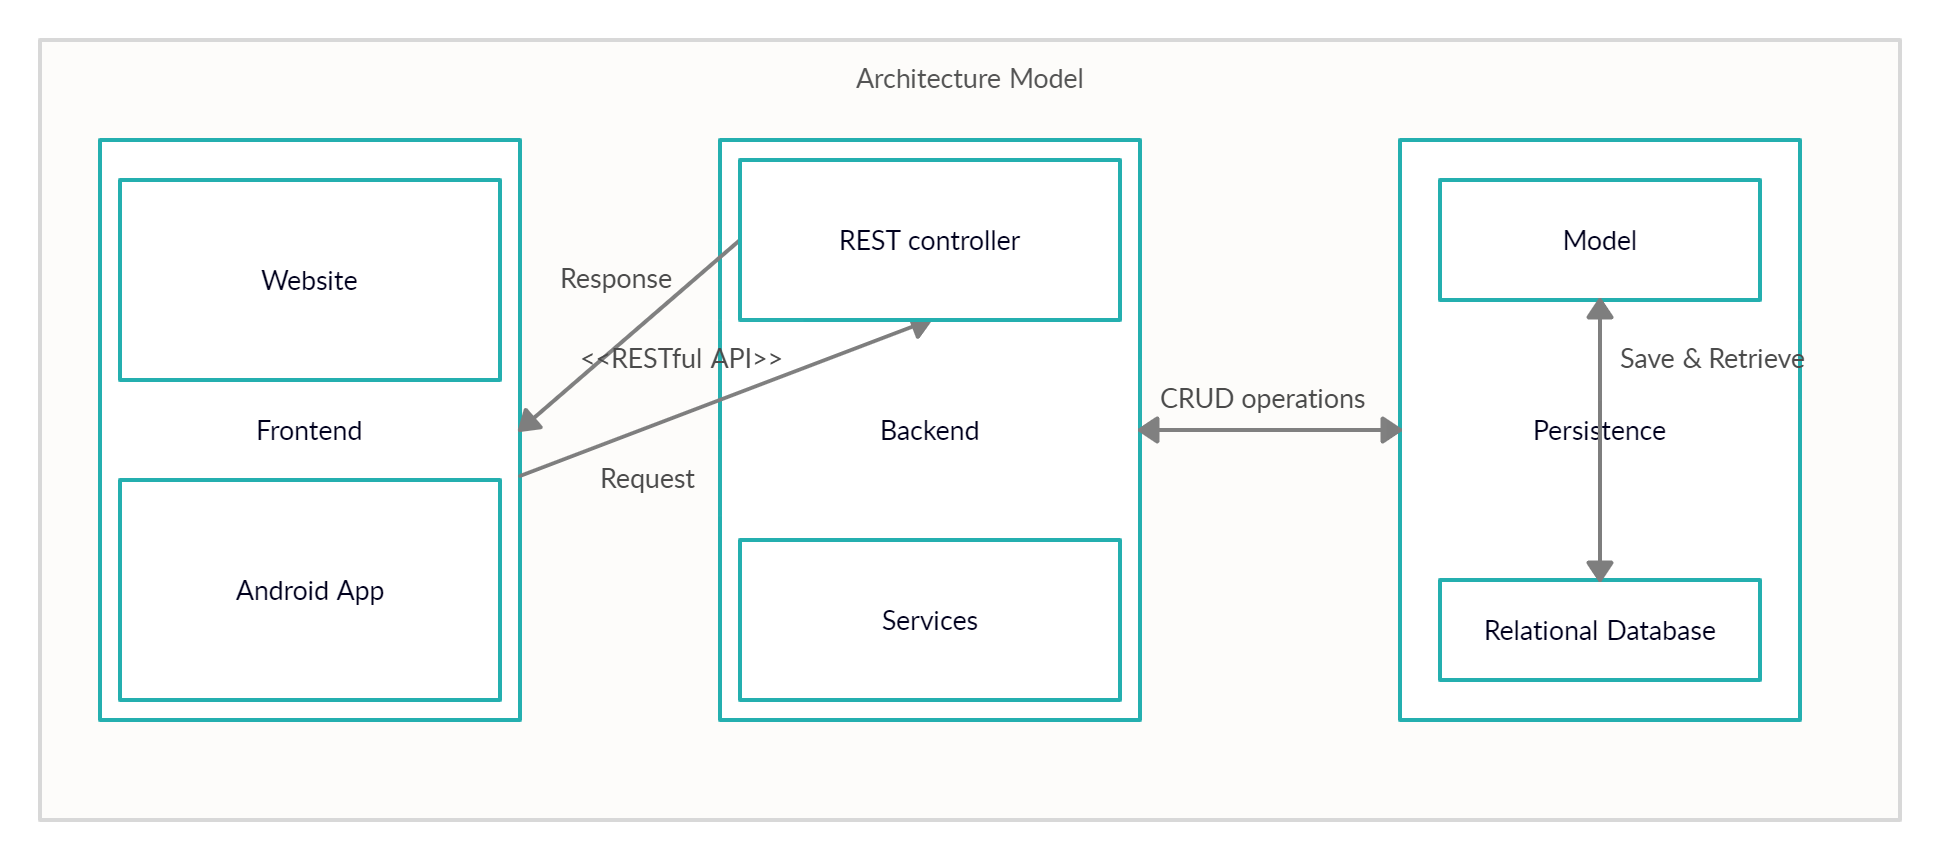 Architecture Model
Website
Frontend
Android App
Response
<<RESTful API>>
Request
REST controller
Backend
Services
CRUD operations
Model
Save & Retrieve
Persistence
Relational Database